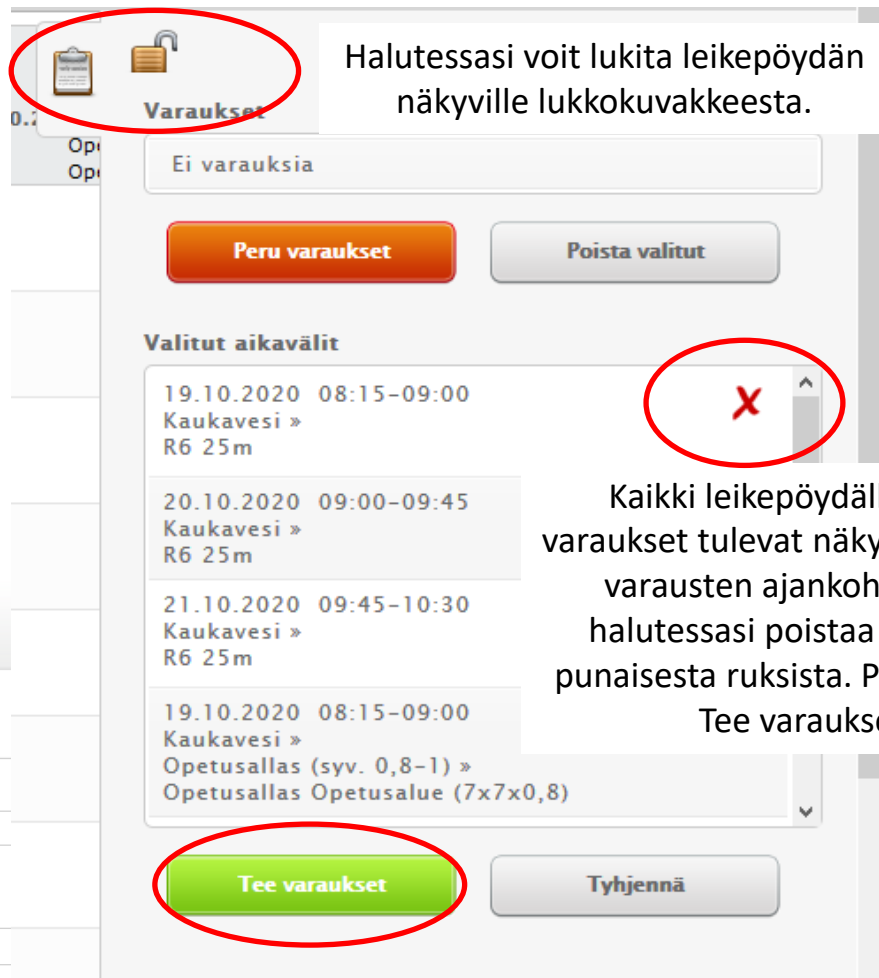 Halutessasi voit lukita leikepöydän
näkyville lukkokuvakkeesta.
0.2
Ope
Ope
Varaukset
Ei varauksia
Peru varaukset
Poista valitut
Valitut aikavälit
19.10.2020 08:15-09:00
Kaukavesi »
R6 25m
20.10.2020 09:00-09:45
Kaukavesi »
R6 25m
21.10.2020 09:45-10:30
Kaukavesi »
R6 25m
19.10.2020 08:15-09:00
Kaukavesi »
Opetusallas (syv. 0,8-1) »
Opetusallas Opetusalue (7x7x0,8)
Kaikki leikepöydäll
varaukset tulevat näky
varausten ajankoh
halutessasi poistaa
punaisesta ruksista. P
Tee varaukse
Tee varaukset
Tyhjennä